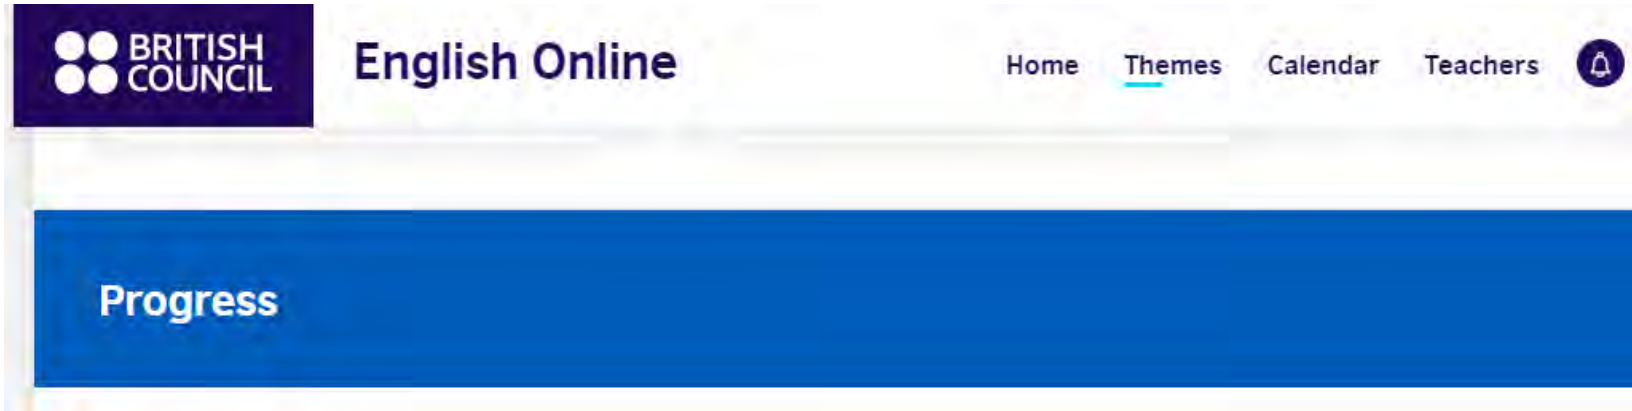 BRITISH
COUNCIL
English Online
Home Themes Calendar Teachers
Progress